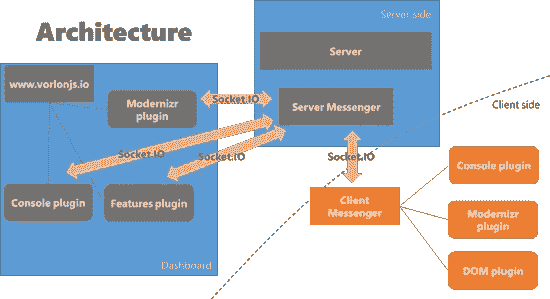 Architecture
Server side
Server
www.vorlonjs.io
Modernizr
plugin
Socket.IO
Server Messenger
Client side
Socket.IO
Socket.IO
Socket.IO
Console plugin
Console plugin
Features plugin
Client
Messenger
Modernizr
plugin
Dashboard
DOM plugin